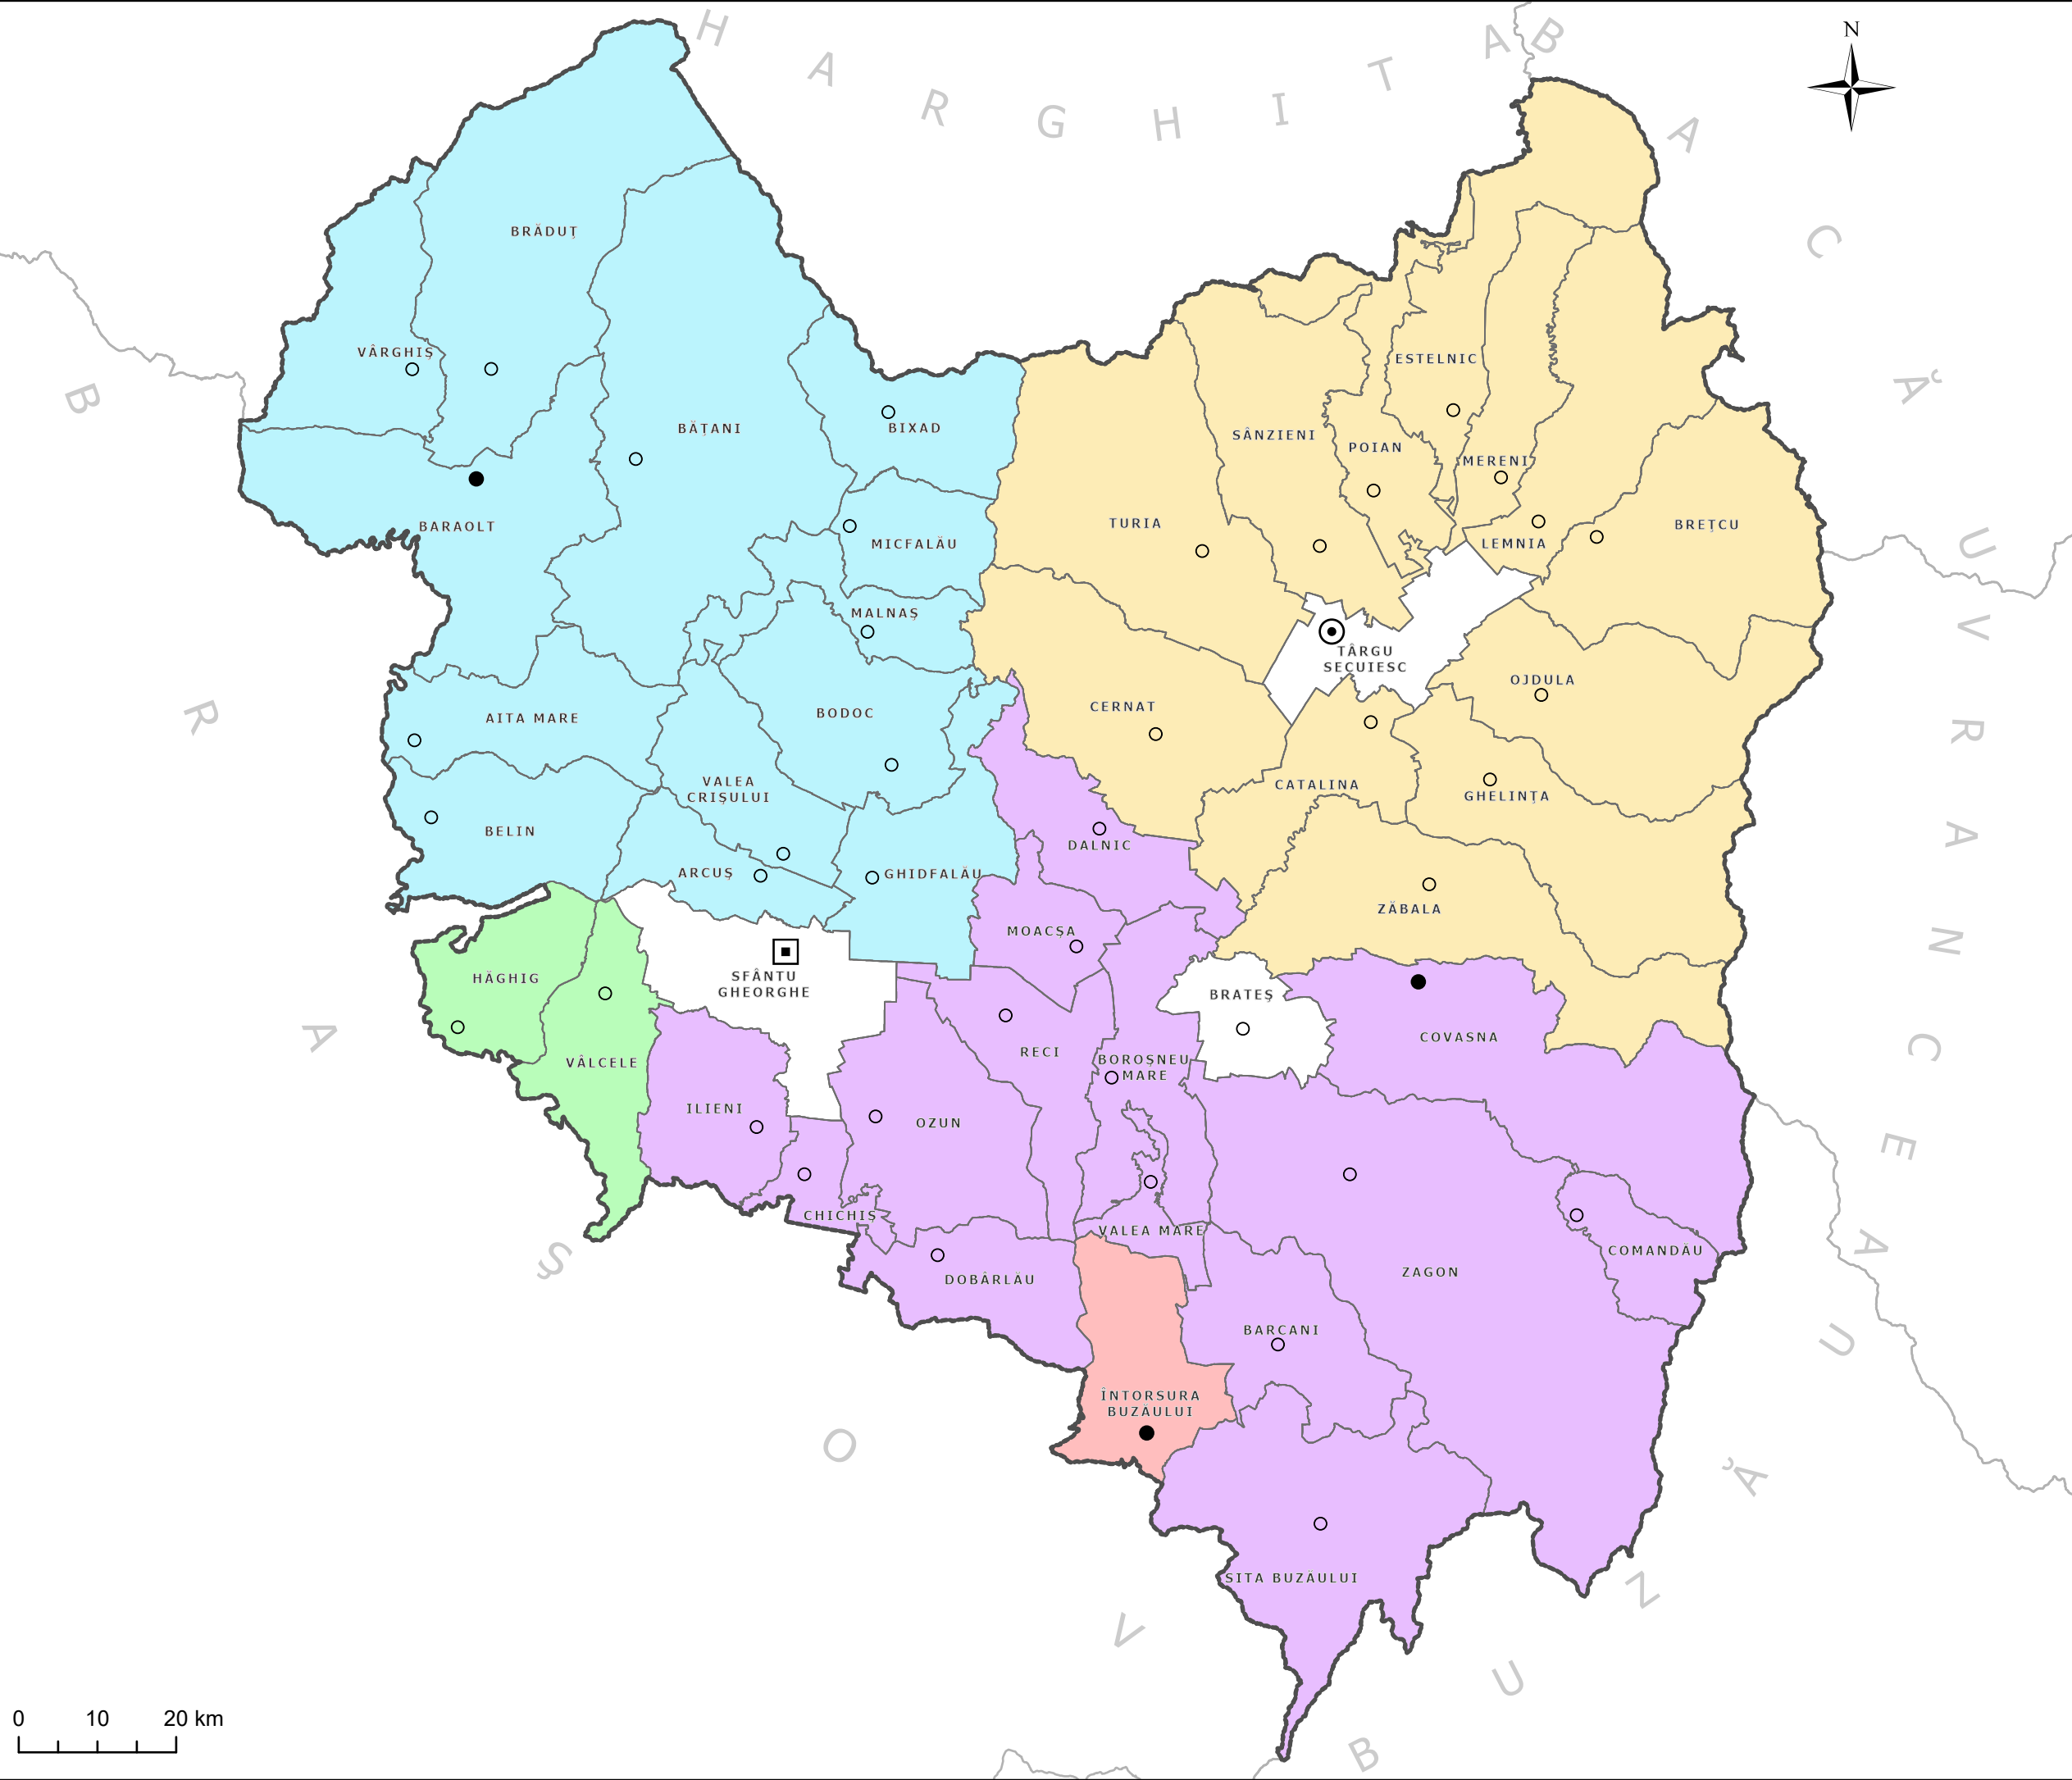 H A R G H I T A
B A C Ă U
V R A N C E A
B U Z Ă U
B R A Ș O V
N
BRĂDUȚ
VÂRGHIȘ
BĂȚANI
BIXAD
BARAOLT
MICFALĂU
MALNAȘ
AITA MARE
BODOC
VALEA
CRIȘULUI
BELIN
ARCUȘ
GHIDFALĂU
ESTELNIC
SÂNZIENI
POIAN
MERENI
TURIA
LEMNIA
BREȚCU
TÂRGU
SECUIESC
OJDULA
CERNAT
CATALINA
GHELINȚA
DALNIC
ZĂBALA
MOACȘA
HĂGHIG
SFÂNTU
GHEORGHE
BRATEȘ
COVASNA
RECI
BOROȘNEU
MARE
VÂLCELE
ILIENI
OZUN
CHICHIȘ
VALEA MARE
COMANDĂU
ZAGON
DOBÂRLĂU
BARCANI
ÎNTORSURA
BUZĂULUI
SITA BUZĂULUI
0 10 20 km